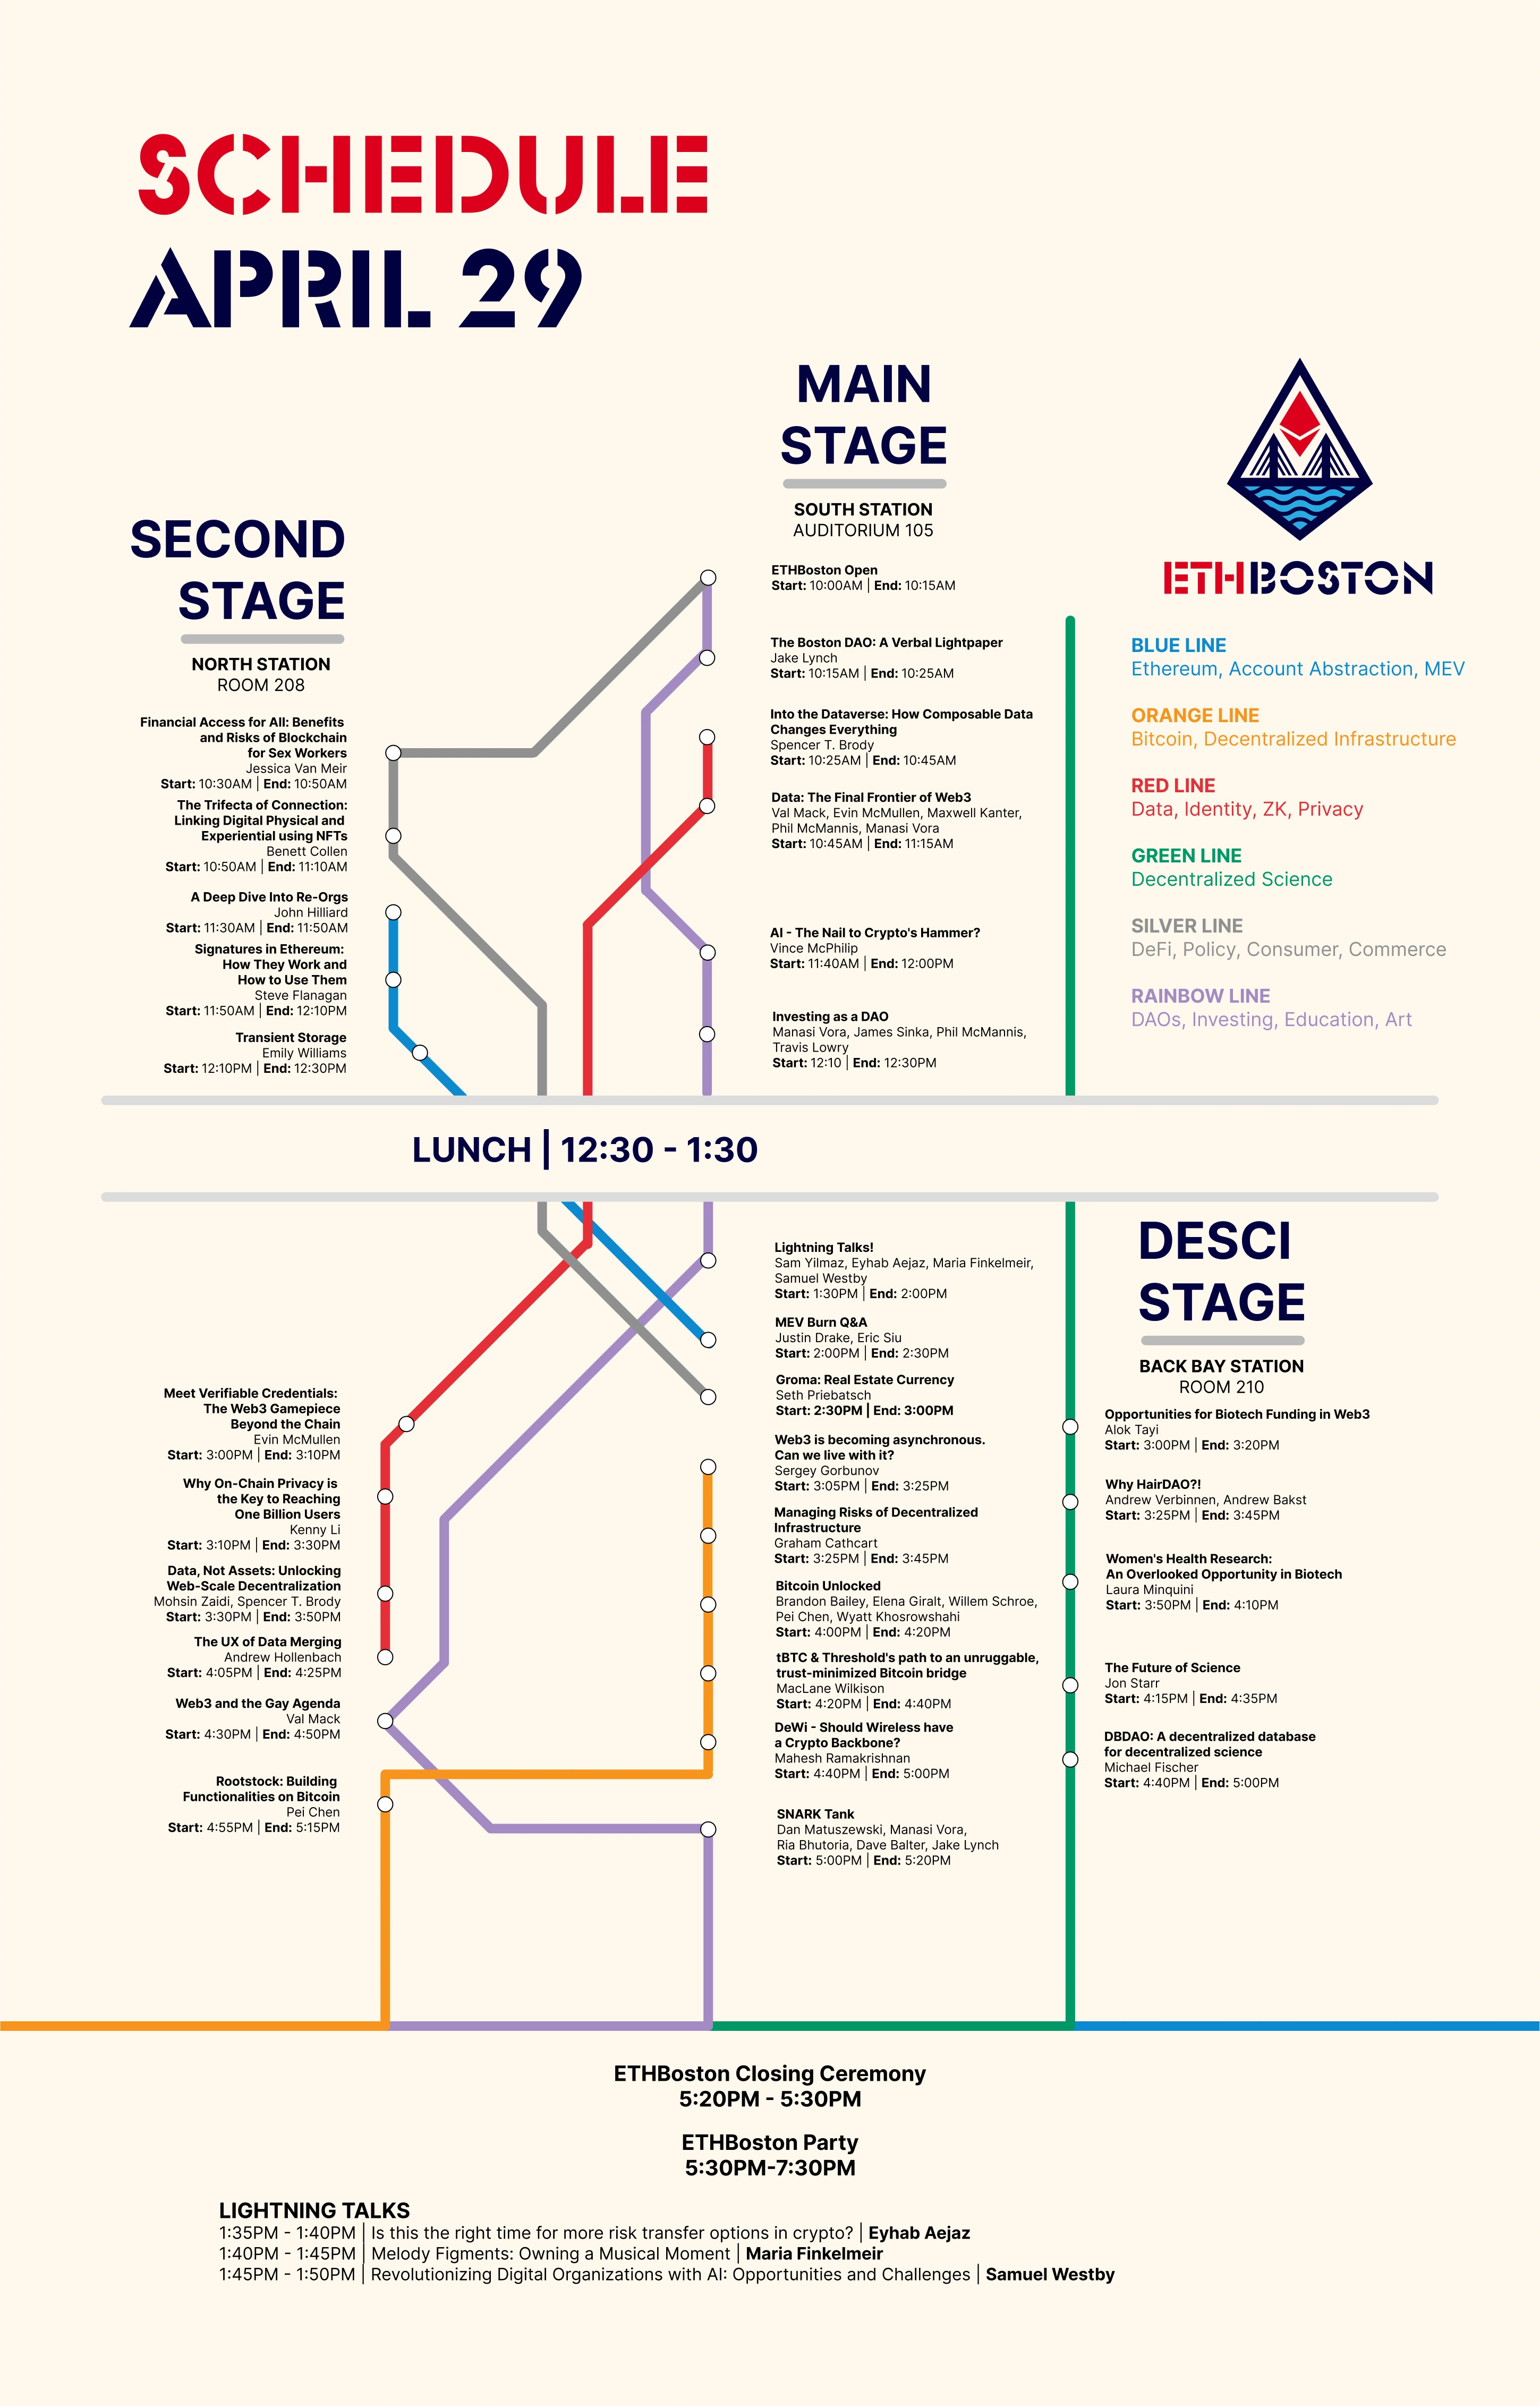 SCHEDULE
APRIL 29
MAIN
STAGE
SOUTH STATION
AUDITORIUM 105
ETHBoston Open
Start: 10:00AM | End: 10:15AM
The Boston DAO: A Verbal Lightpaper
Jake Lynch
Start: 10:15AM | End: 10:25AM
Into the Dataverse: How Composable Data
Changes Everything
Spencer T. Brody
Start: 10:25AM | End: 10:45AM
Data: The Final Frontier of Web3
Val Mack, Evin McMullen, Maxwell Kanter,
Phil McMannis, Manasi Vora
Start: 10:45AM | End: 11:15AM
AI - The Nail to Crypto's Hammer?
Vince McPhilip
Start: 11:40AM | End: 12:00PM
Investing as a DAO
Manasi Vora, James Sinka, Phil McMannis,
Travis Lowry
Start: 12:10 | End: 12:30PM
SECOND
STAGE
NORTH STATION
ROOM 208
Financial Access for All: Benefits
and Risks of Blockchain
for Sex Workers
Jessica Van Meir
Start: 10:30AM | End: 10:50AM
The Trifecta of Connection:
Linking Digital Physical and
Experiential using NFTs
Benett Collen
Start: 10:50AM | End: 11:10AM
A Deep Dive Into Re-Orgs
John Hilliard
Start: 11:30AM | End: 11:50AM
Signatures in Ethereum:
How They Work and
How to Use Them
Steve Flanagan
Start: 11:50AM | End: 12:10PM
Transient Storage
Emily Williams
Start: 12:10PM | End: 12:30PM
ETHBOSTON
BLUE LINE
Ethereum, Account Abstraction, MEV
ORANGE LINE
Bitcoin, Decentralized Infrastructure
RED LINE
Data, Identity, ZK, Privacy
GREEN LINE
Decentralized Science
SILVER LINE
DeFi, Policy, Consumer, Commerce
RAINBOW LINE
DAOs, Investing, Education, Art
LUNCH | 12:30 - 1:30
Lightning Talks!
Sam Yilmaz, Eyhab Aejaz, Maria Finkelmeir,
Samuel Westby
Start: 1:30PM | End: 2:00PM
MEV Burn Q&A
Justin Drake, Eric Siu
Start: 2:00PM | End: 2:30PM
Groma: Real Estate Currency
Seth Priebatsch
Start: 2:30PM | End: 3:00PM
Web3 is becoming asynchronous.
Can we live with it?
Sergey Gorbunov
Start: 3:05PM | End: 3:25PM
Managing Risks of Decentralized
Infrastructure
Graham Cathcart
Start: 3:25PM | End: 3:45PM
Bitcoin Unlocked
Brandon Bailey, Elena Giralt, Willem Schroe,
Pei Chen, Wyatt Khosrowshahi
Start: 4:00PM | End: 4:20PM
tBTC & Threshold's path to an unruggable,
trust-minimized Bitcoin bridge
MacLane Wilkison
Start: 4:20PM | End: 4:40PM
DeWi - Should Wireless have
a Crypto Backbone?
Mahesh Ramakrishnan
Start: 4:40PM | End: 5:00PM
SNARK Tank
Dan Matuszewski, Manasi Vora,
Ria Bhutoria, Dave Balter, Jake Lynch
Start: 5:00PM | End: 5:20PM
Meet Verifiable Credentials:
The Web3 Gamepiece
Beyond the Chain
Evin McMullen
Start: 3:00PM | End: 3:10PM
Why On-Chain Privacy is
the Key to Reaching
One Billion Users
Kenny Li
Start: 3:10PM | End: 3:30PM
Data, Not Assets: Unlocking
Web-Scale Decentralization
Mohsin Zaidi, Spencer T. Brody
Start: 3:30PM | End: 3:50PM
The UX of Data Merging
Andrew Hollenbach
Start: 4:05PM | End: 4:25PM
Web3 and the Gay Agenda
Val Mack
Start: 4:30PM | End: 4:50PM
Rootstock: Building
Functionalities on Bitcoin
Pei Chen
Start: 4:55PM | End: 5:15PM
DESCI
STAGE
BACK BAY STATION
ROOM 210
Opportunities for Biotech Funding in Web3
Alok Tayi
Start: 3:00PM | End: 3:20PM
Why HairDAO?!
Andrew Verbinnen, Andrew Bakst
Start: 3:25PM | End: 3:45PM
Women's Health Research:
An Overlooked Opportunity in Biotech
Laura Minquini
Start: 3:50PM | End: 4:10PM
The Future of Science
Jon Starr
Start: 4:15PM | End: 4:35PM
DBDAO: A decentralized database
for decentralized science
Michael Fischer
Start: 4:40PM | End: 5:00PM
ETHBoston Closing Ceremony
5:20PM - 5:30PM
ETHBoston Party
5:30PM-7:30PM
LIGHTNING TALKS
1:35PM - 1:40PM | Is this the right time for more risk transfer options in crypto? | Eyhab Aejaz
1:40PM - 1:45PM | Melody Figments: Owning a Musical Moment | Maria Finkelmeir
1:45PM - 1:50PM | Revolutionizing Digital Organizations with AI: Opportunities and Challenges | Samuel Westby